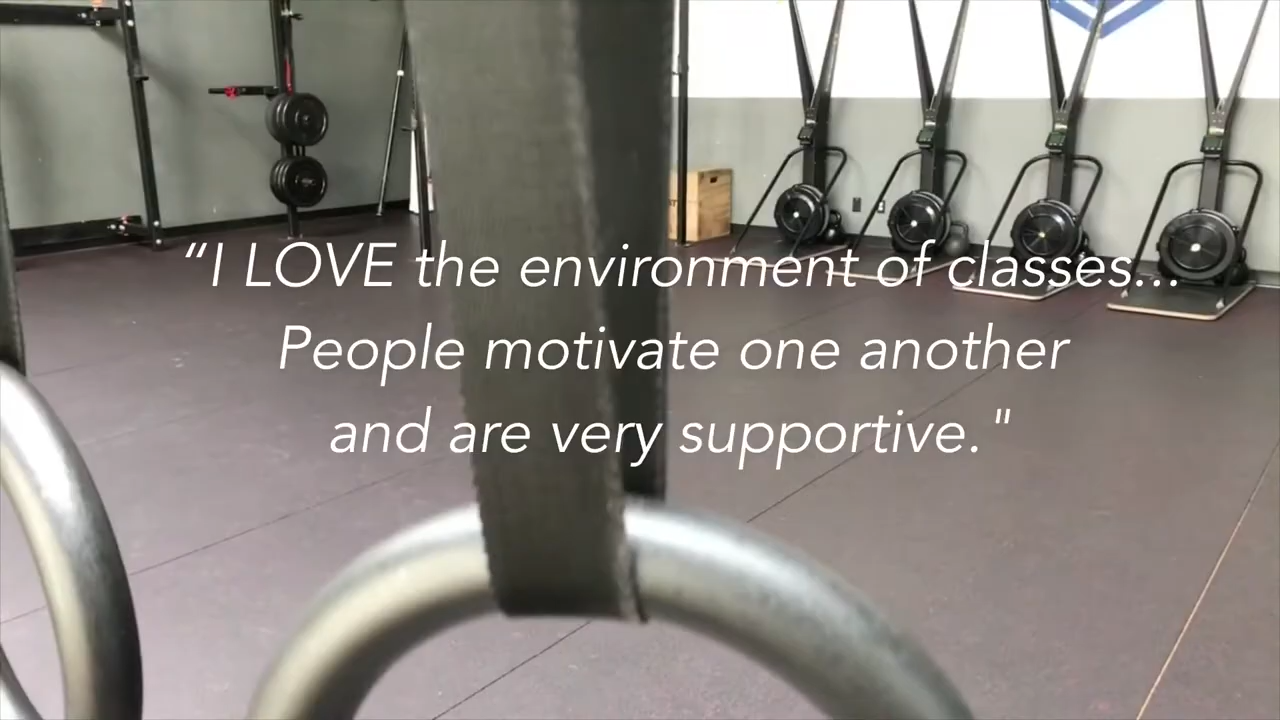 “I LOVE the environment of classes...
People motivate one another
and are very supportive."